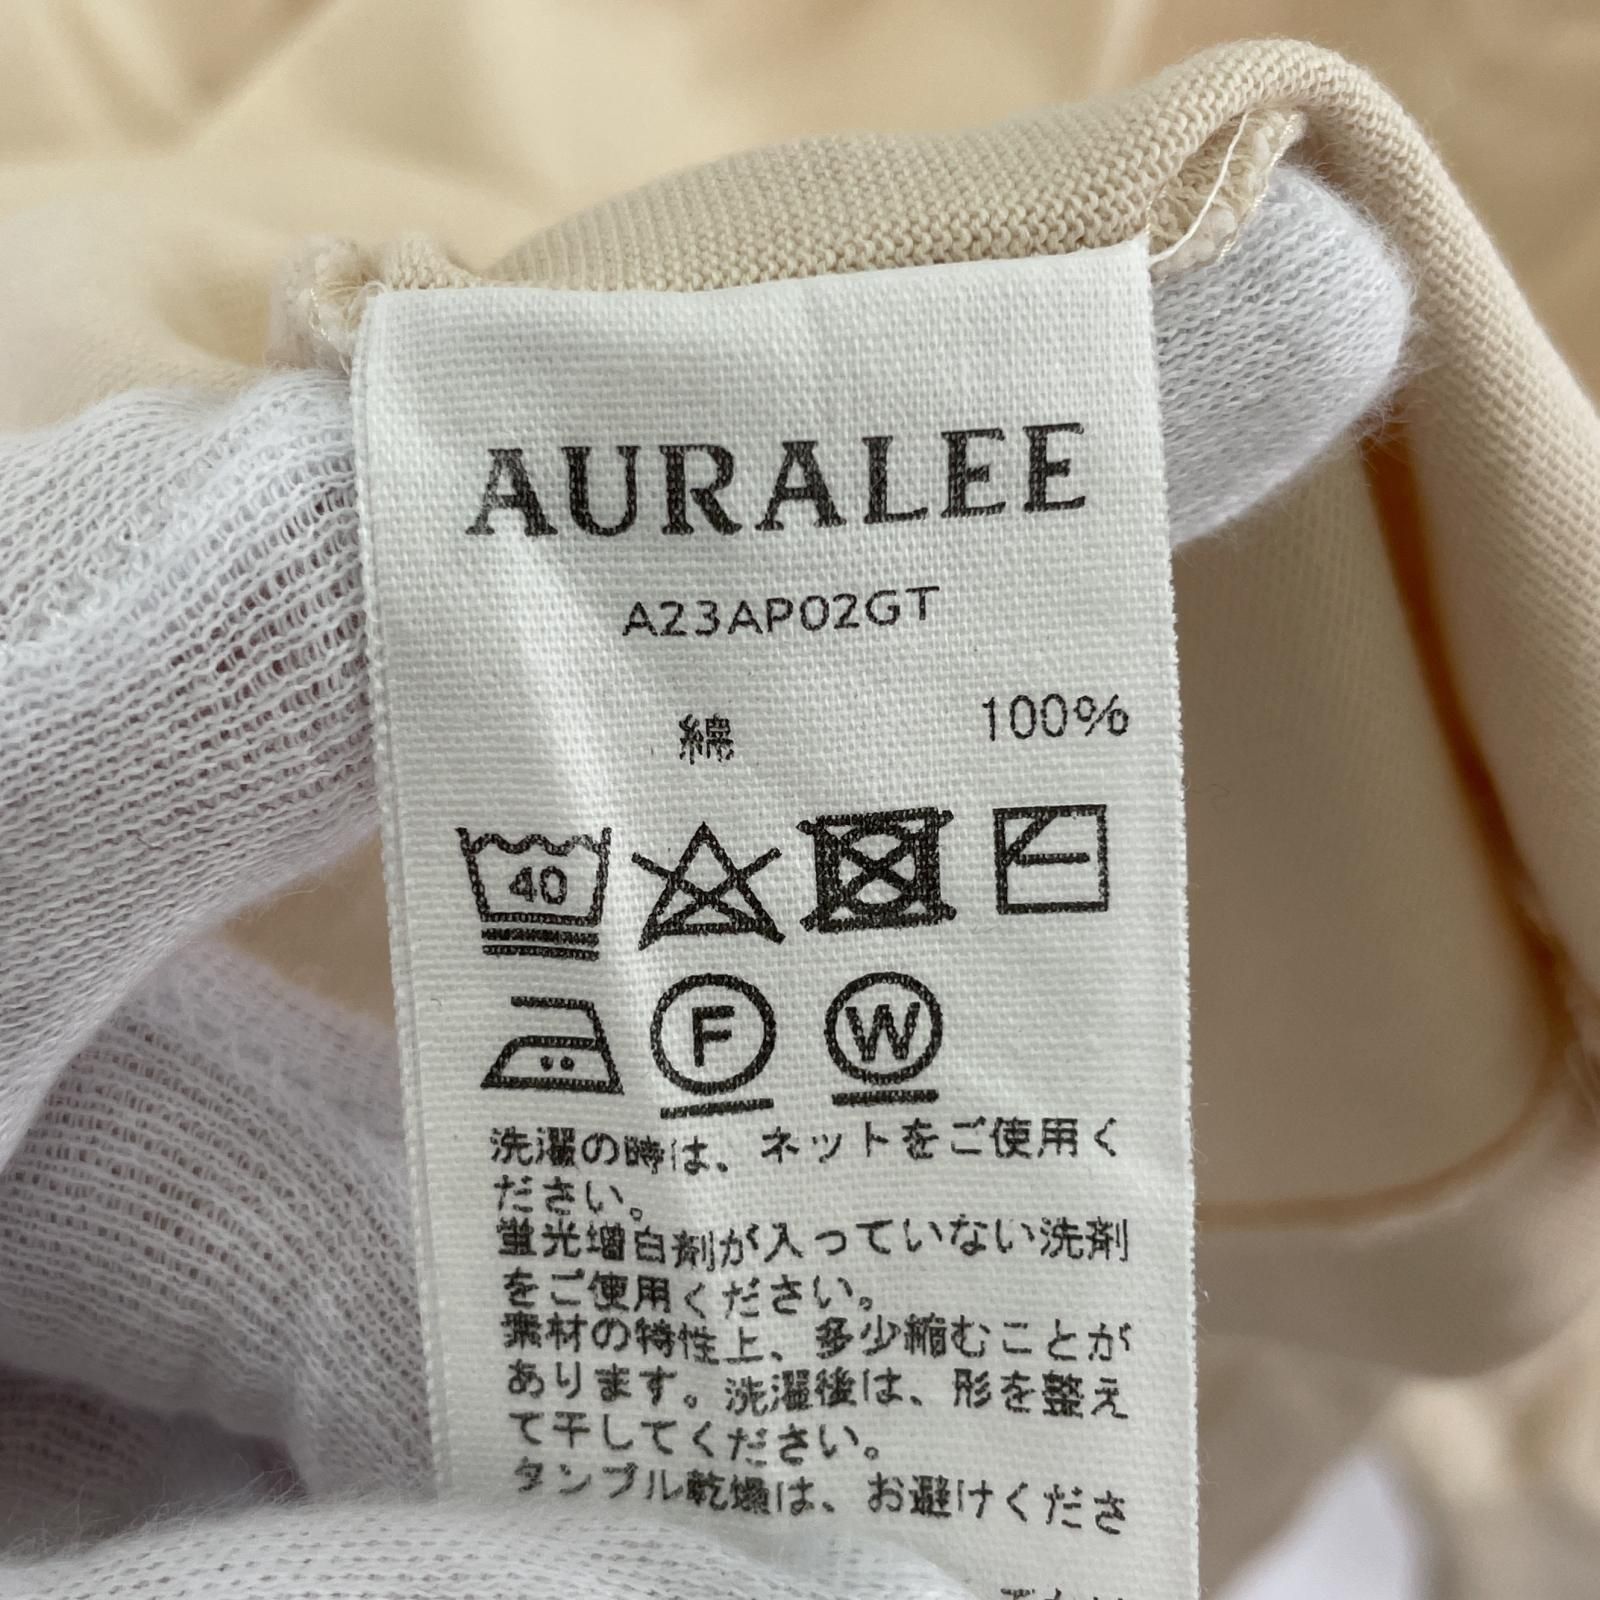 AURALEE
A23AP02GT
綿 100%
40
F W
洗濯の時は、ネットをご使用く
ださい。
蛍光増白剤が入っていない洗剤
をご使用ください。
素材の特性上、多少縮むことが
あります。洗濯後は、形を整え
て干してください。
タンブル乾燥は、お避けくださ